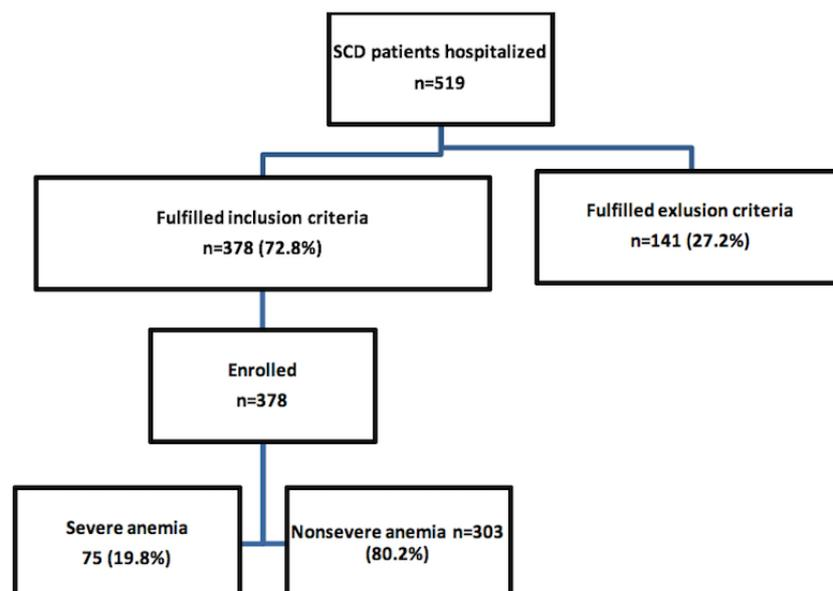 SCD patients hospitalized
n=519
Fulfilled inclusion criteria
n=378 (72.8%)
Fulfilled exlusion criteria
n=141 (27.2%)
Enrolled
n=378
Severe anemia
75 (19.8%)
Nonsevere anemia n=303
(80.2%)